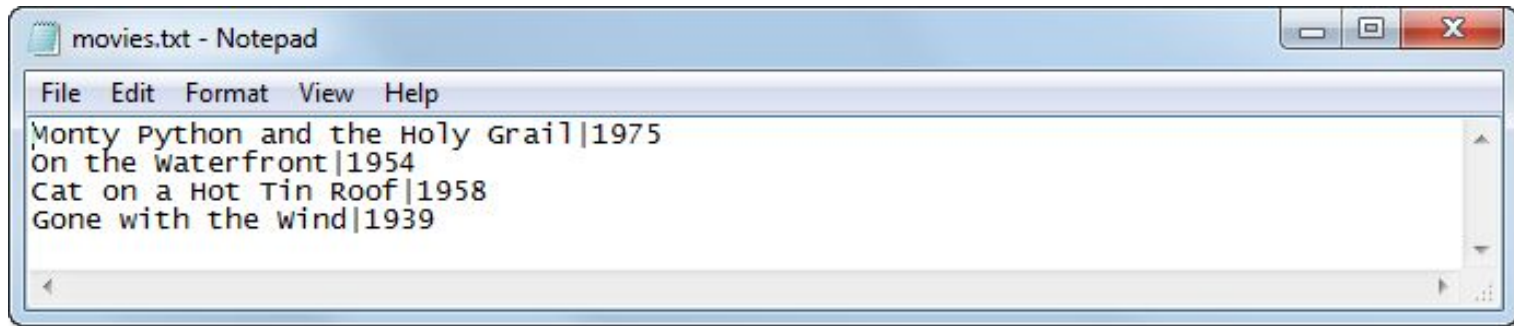 movies.txt - Notepad
File Edit Format View Help
Monty Python and the Holy Grail|1975
On the Waterfront|1954
Cat on a Hot Tin Roof|1958
Gone with the Wind|1939